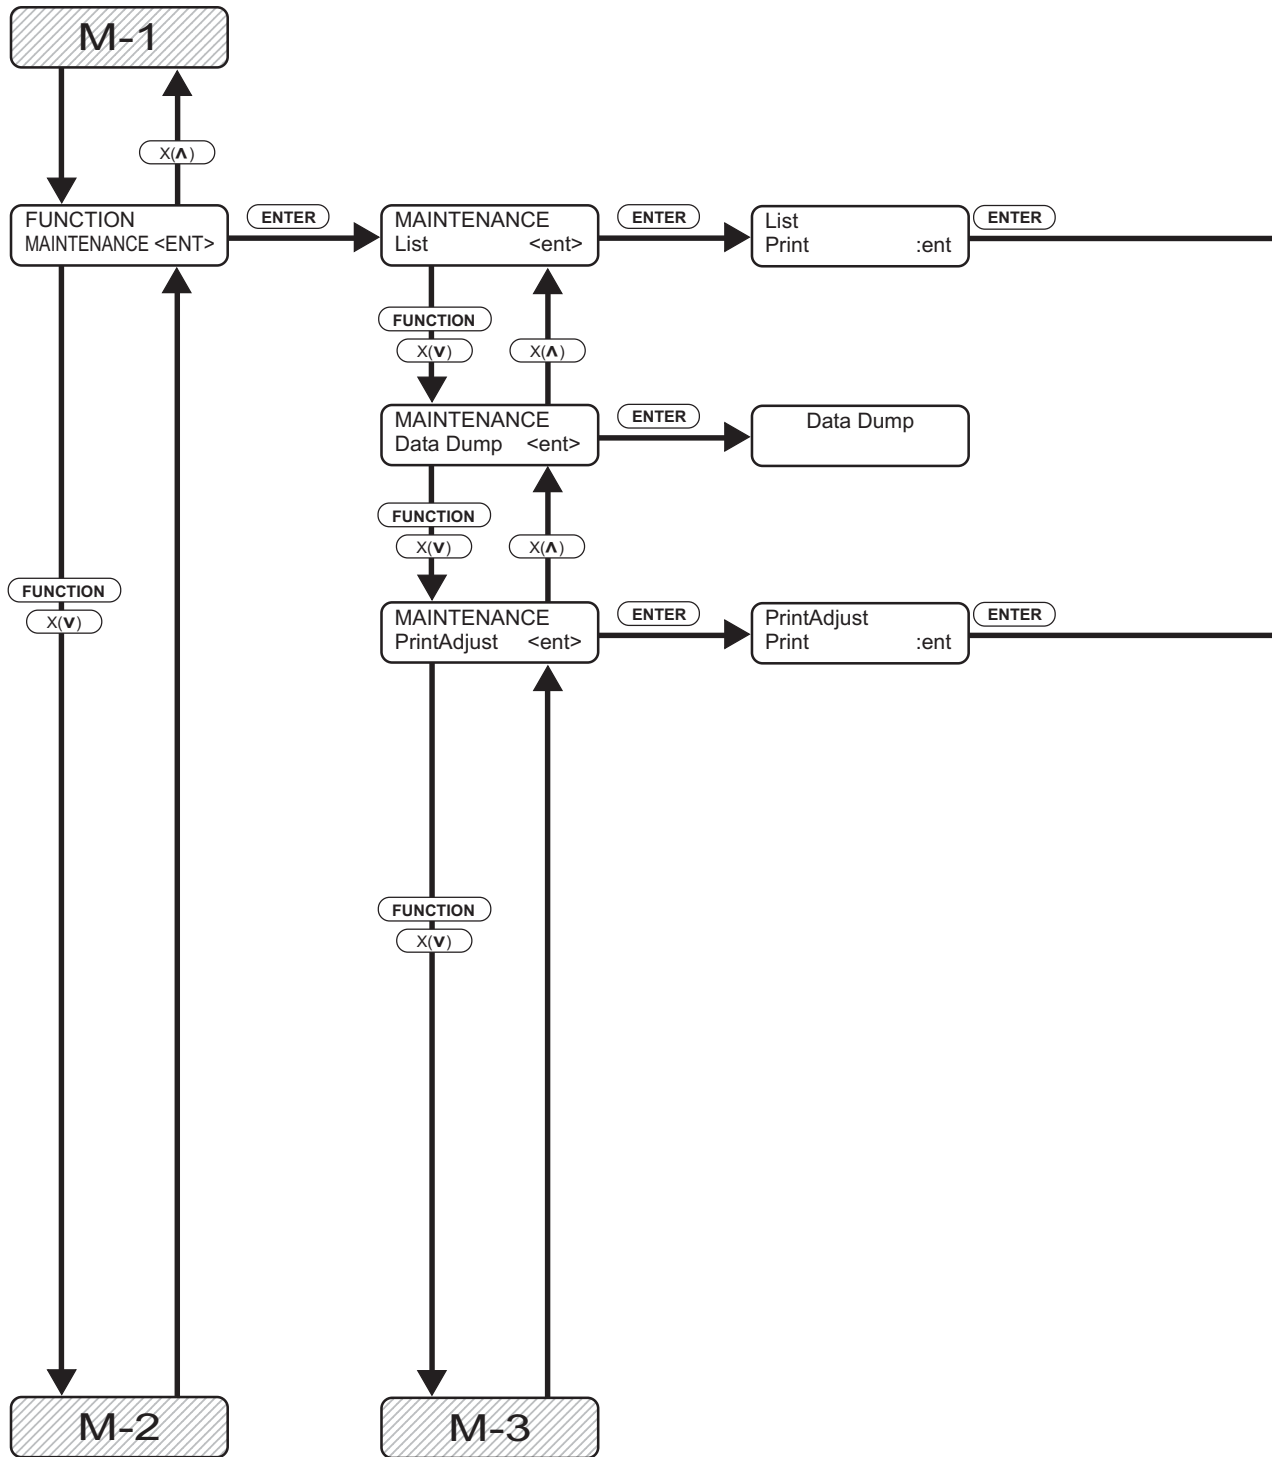 M-1
X(ʌ)
FUNCTION
MAINTENANCE <ENT>
ENTER
MAINTENANCE
List <ent>
ENTER
List
Print :ent
ENTER
FUNCTION
X(v)
X(ʌ)
MAINTENANCE
Data Dump <ent>
ENTER
Data Dump
FUNCTION
X(v)
X(ʌ)
FUNCTION
X(v)
MAINTENANCE
PrintAdjust <ent>
ENTER
PrintAdjust
Print :ent
ENTER
FUNCTION
X(v)
M-2
M-3